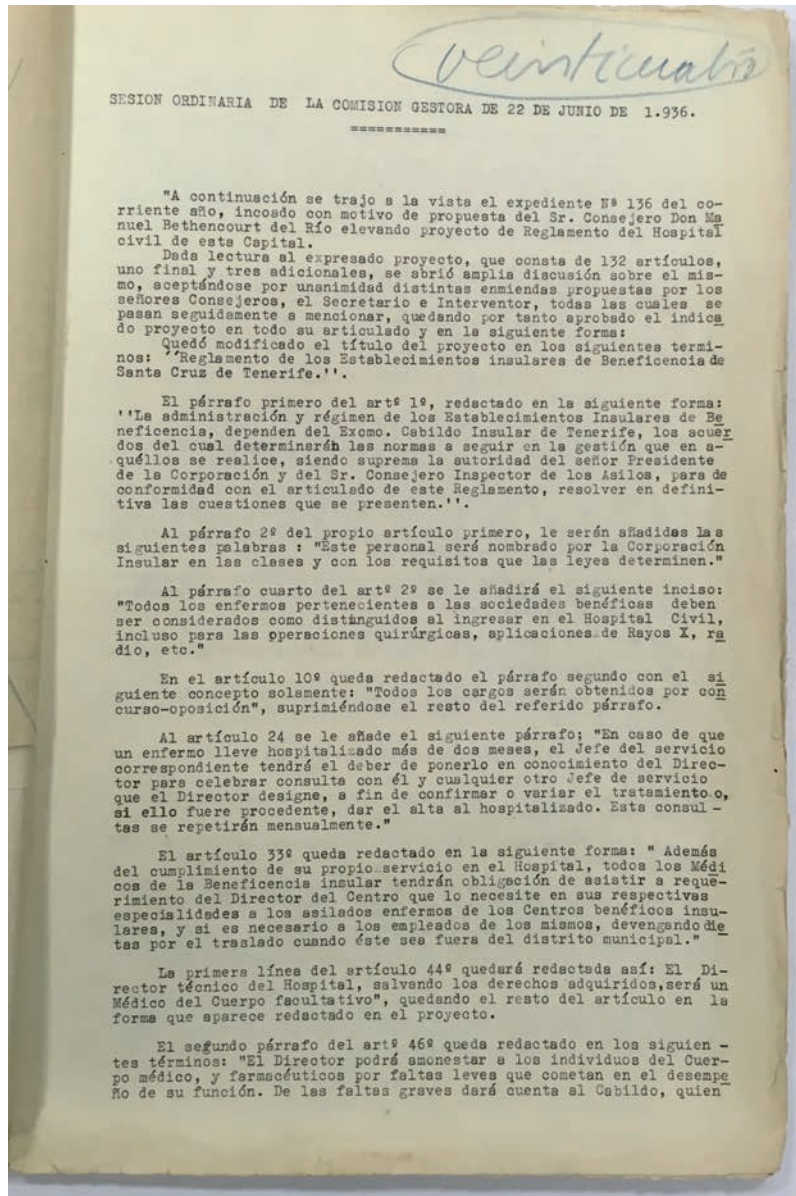 veinticuatro
SESION ORDINARIA DE LA COMISION GESTORA DE 22 DE JUNIO DE 1.936.
===========
"A continuación se trajo a la vista el expediente Nº 136 del co-
rriente año, incoado con motivo de propuesta del Sr. Consejero Don Ma
nuel Bethencourt del Río elevando proyecto de Reglamento del Hospital
civil de esta Capital.
Dada lectura al expresado proyecto, que consta de 132 artículos,
uno final y tres adicionales, se abrió amplia discusión sobre el mis-
mo, aceptándose por unanimidad distintas enmiendas propuestas por los
señores Consejeros, el Secretario e Interventor, todas las cuales se
pasan seguidamente a mencionar, quedando por tanto aprobado el indica
do proyecto en todo su articulado y en la siguiente forma:
Quedó modificado el título del proyecto en los siguientes termi-
nos: ''Reglamento de los Establecimientos insulares de Beneficencia de
Santa Cruz de Tenerife.''.
El párrafo primero del artº 1º, redactado en la siguiente forma:
''La administración y régimen de los Establecimientos Insulares de Be
neficencia, dependen del Excmo. Cabildo Insular de Tenerife, los acuer
dos del cual determinaráh las normas a seguir en la gestión que en a-
quéllos se realice, siendo suprema la autoridad del señor Presidente
de la Corporación y del Sr. Consejero Inspector de los Asilos, para de
conformidad con el articulado de este Reglamento, resolver en defini-
tiva las cuestiones que se presenten.''.
Al párrafo 2º del propio artículo primero, le serán añadidas las
siguientes palabras : "Este personal será nombrado por la Corporación
Insular en las clases y con los requisitos que las leyes determinen."
Al párrafo cuarto del artº 2º se le añadirá el siguiente inciso:
"Todos los enfermos pertenecientes a las sociedades benéficas deben
ser considerados como distinguidos al ingresar en el Hospital Civil,
incluso para las operaciones quirúrgicas, aplicaciones de Rayos X, ra
dio, etc."
En el artículo 10º queda redactado el párrafo segundo con el si
guiente concepto solamente: "Todos los cargos serán obtenidos por con
curso-oposición", suprimiéndose el resto del referido párrafo.
Al artículo 24 se le añade el siguiente párrafo; "En caso de que
un enfermo lleve hospitalizado más de dos meses, el Jefe del servicio
correspondiente tendrá el deber de ponerlo en conocimiento del Direc-
tor para celebrar consulta con él y cualquier otro Jefe de servicio
que el Director designe, a fin de confirmar o variar el tratamiento o,
si ello fuere procedente, dar el alta al hospitalizado. Esta consul -
tas se repetirán mensualmente."
El artículo 33º queda redactado en la siguiente forma: " Además
del cumplimiento de su propio servicio en el Hospital, todos los Médi
cos de la Beneficencia insular tendrán obligación de asistir a reque-
rimiento del Director del Centro que lo necesite en sus respectivas
especialidades a los asilados enfermos de los Centros benéficos insu-
lares, y si es necesario a los empleados de los mismos, devengando die
tas por el traslado cuando éste sea fuera del distrito municipal."
La primera línea del artículo 44º quedará redactada así: El Di-
rector técnico del Hospital, salvando los derechos adquiridos,será un
Médico del Cuerpo facultativo", quedando el resto del artículo en la
forma que aparece redactado en el proyecto.
El segundo párrafo del artº 46º queda redactado en los siguien -
tes términos: "El Director podrá amonestar a los individuos del Cuer-
po médico, y farmacéuticos por faltas leves que cometan en el desempe
ño de su función. De las faltas graves dará cuenta al Cabildo, quien